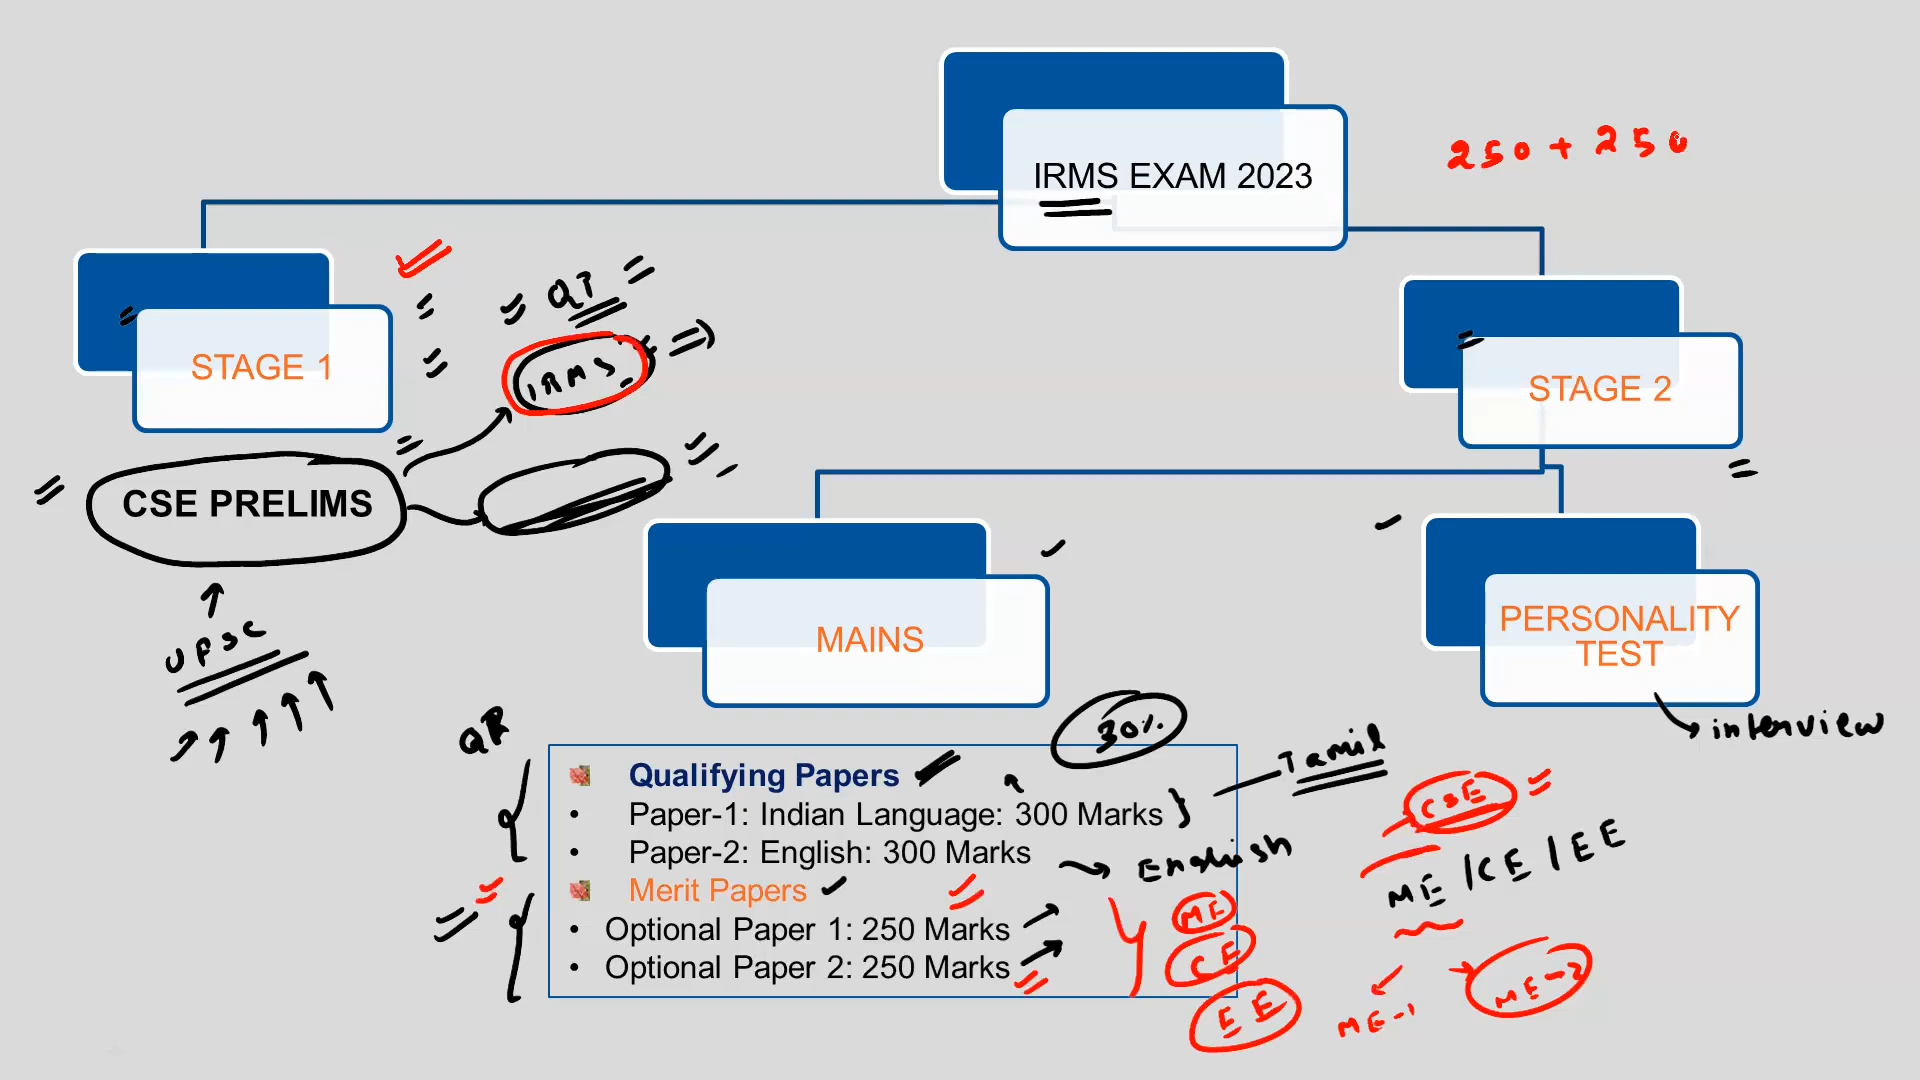 IRMS EXAM 2023
250 + 250
STAGE 1
QT
IRMS
STAGE 2
CSE PRELIMS
UPSC
MAINS
PERSONALITY
TEST
interview
30%
Qualifying Papers
Tamil
Paper-1: Indian Language: 300 Marks
Paper-2: English: 300 Marks
English
Merit Papers
Optional Paper 1: 250 Marks
Optional Paper 2: 250 Marks
ME
CE
EE
CSE
ME / CE / EE
ME-1
ME-2